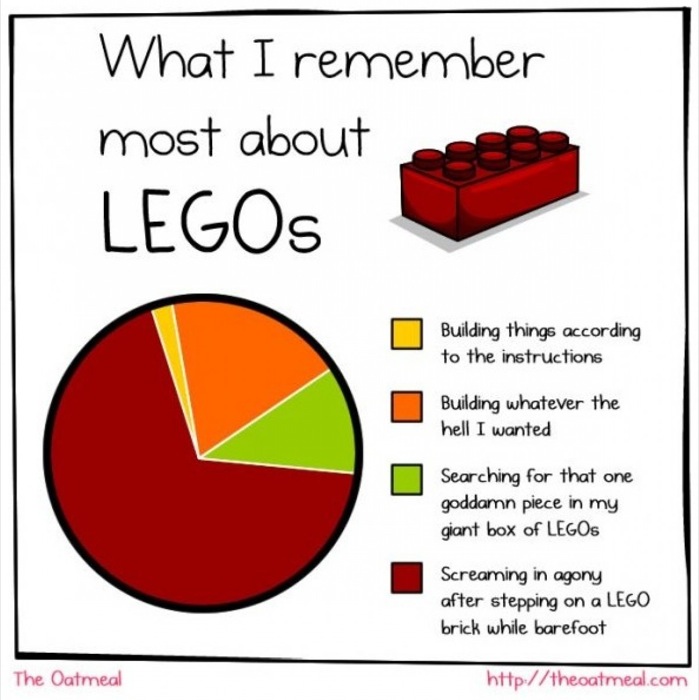 What I remember
most about
LEGOs
Building things according
to the instructions
Building whatever the
hell I wanted
Searching for that one
goddamn piece in my
giant box of LEGOs
Screaming in agony
after stepping on a LEGO
brick while barefoot
The Oatmeal
http://theoatmeal.com